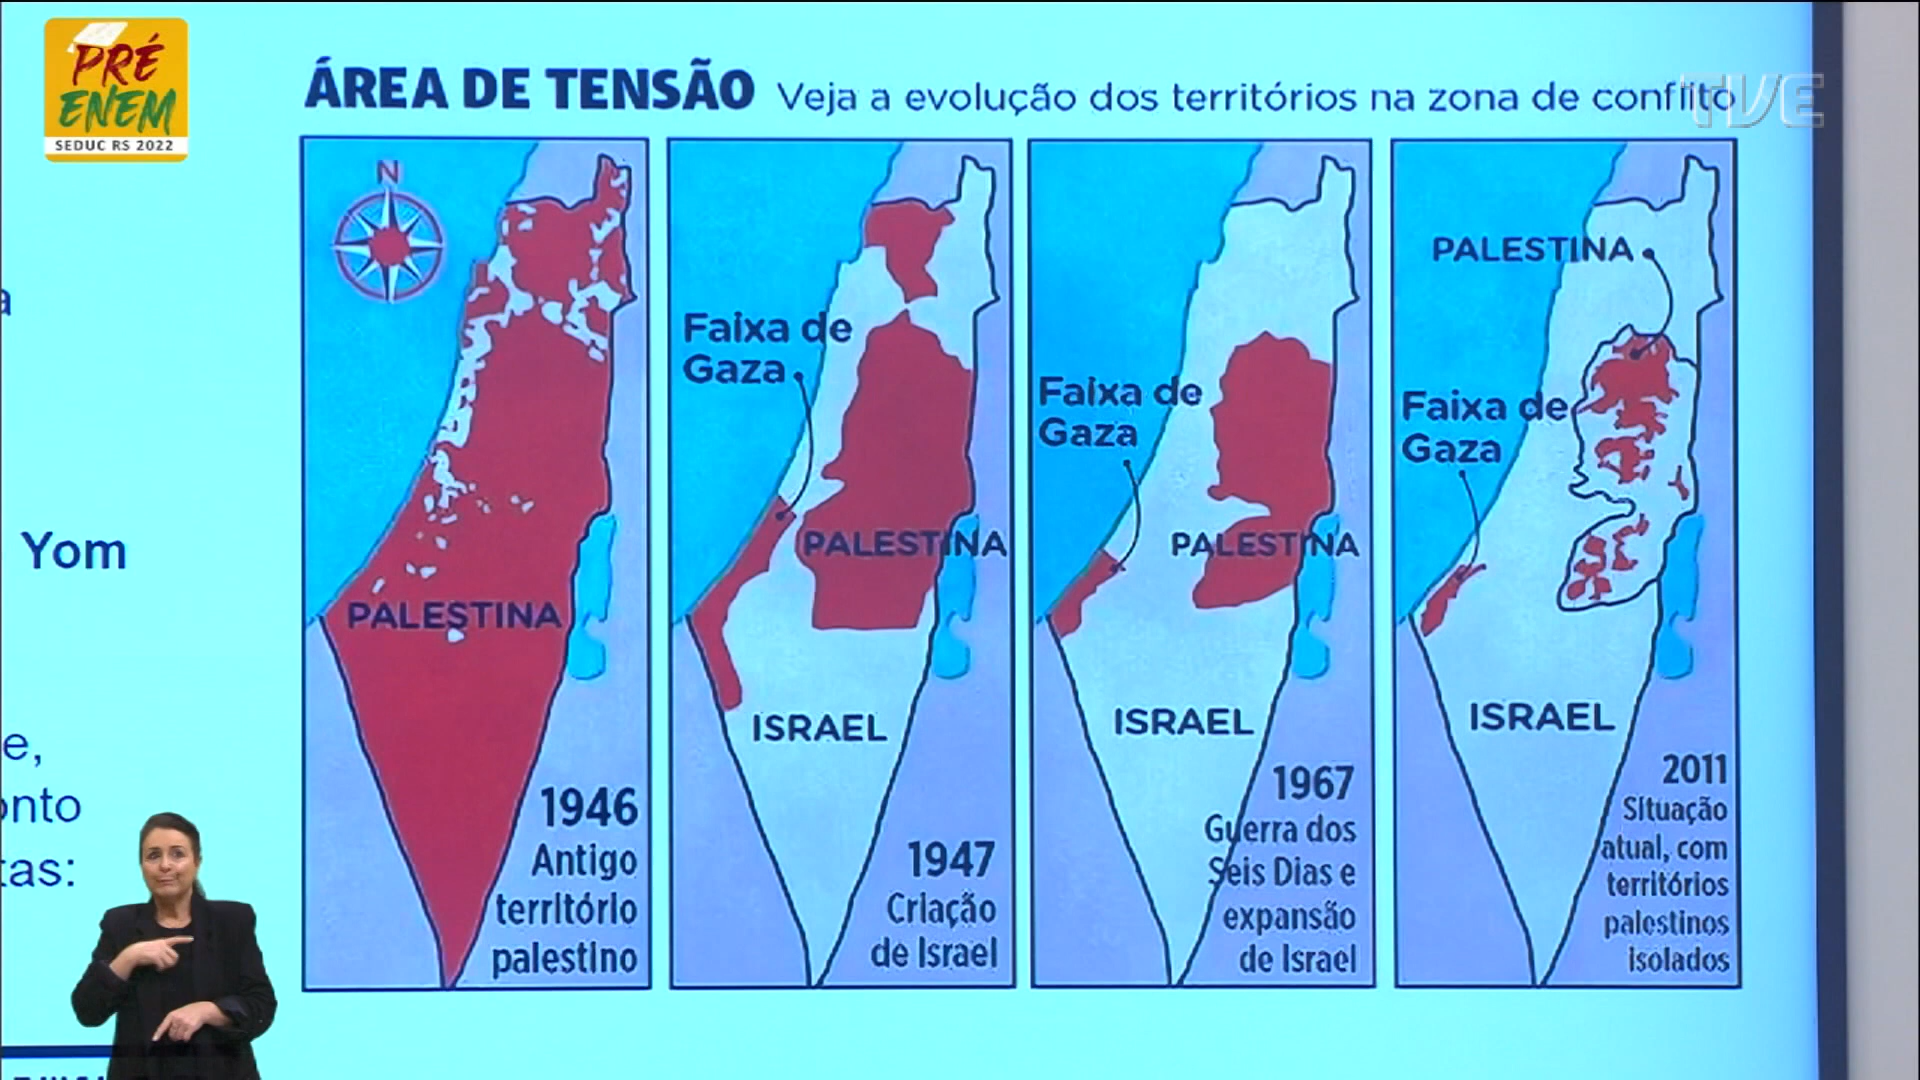 PRÉ
ENEM
SEDUC RS 2022
ÁREA DE TENSÃO Veja a evolução dos territórios na zona de conflito
TVE
N
PALESTINA
1946
Antigo
território
palestino
Faixa de
Gaza
PALESTINA
ISRAEL
1947
Criação
de Israel
Faixa de
Gaza
PALESTINA
ISRAEL
1967
Guerra dos
Seis Dias e
expansão
de Israel
PALESTINA
Faixa de
Gaza
ISRAEL
2011
Situação
atual, com
territórios
palestinos
isolados
a
Yom
e,
onto
tas: